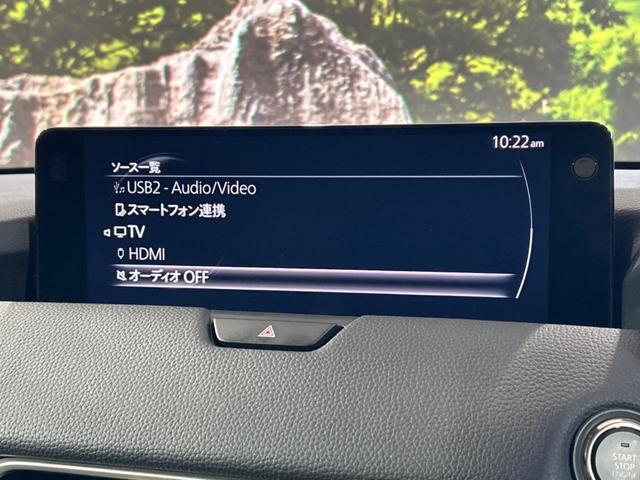 10:22am
ソース一覧
USB2 - Audio/Video
スマートフォン連携
TV
HDMI
オーディオ OFF
START
STOP
ENGINE